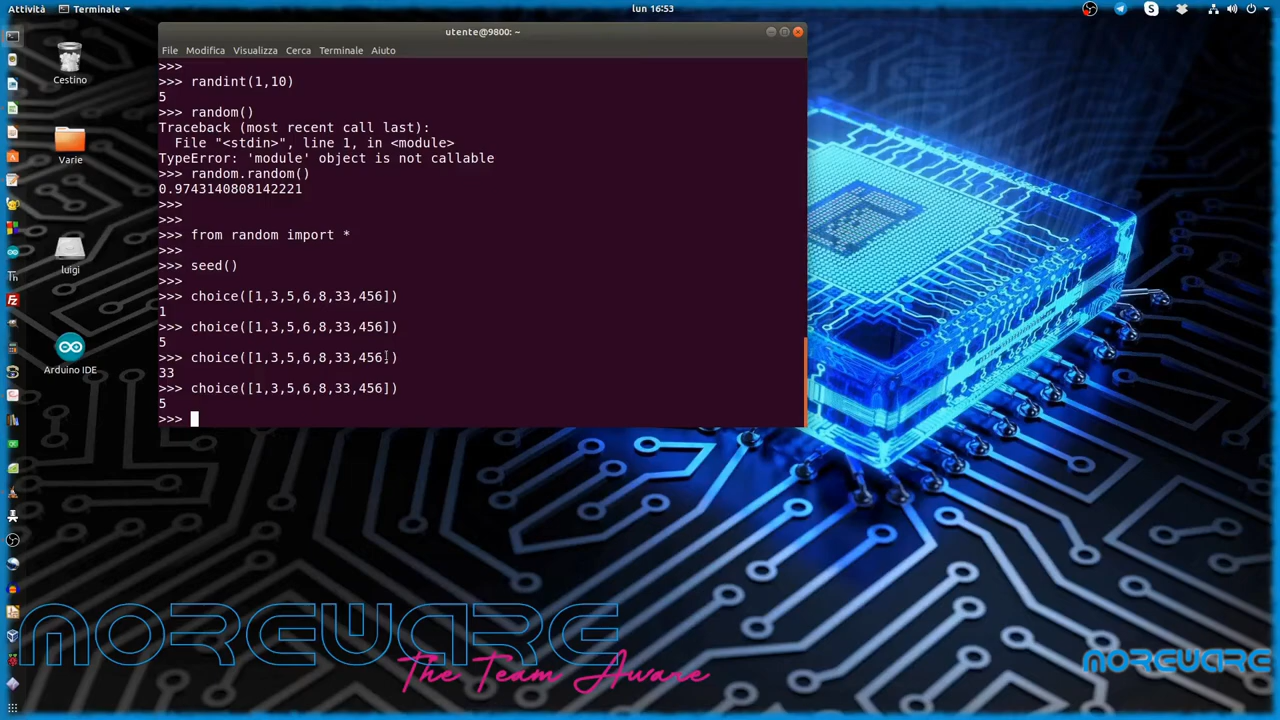 Attività
Terminale
lun 16:53
utente@9800: ~
File Modifica Visualizza Cerca Terminale Aiuto
>>>
>>> randint(1,10)
5
>>> random()
Traceback (most recent call last):
  File "<stdin>", line 1, in <module>
TypeError: 'module' object is not callable
>>> random.random()
0.9743140808142221
>>>
>>>
>>> from random import *
>>>
>>> seed()
>>>
>>> choice([1,3,5,6,8,33,456])
1
>>> choice([1,3,5,6,8,33,456])
5
>>> choice([1,3,5,6,8,33,456])
33
>>> choice([1,3,5,6,8,33,456])
5
>>>
Cestino
Varie
luigi
Arduino IDE
MOREWARE
The Team Aware
MOREWARE